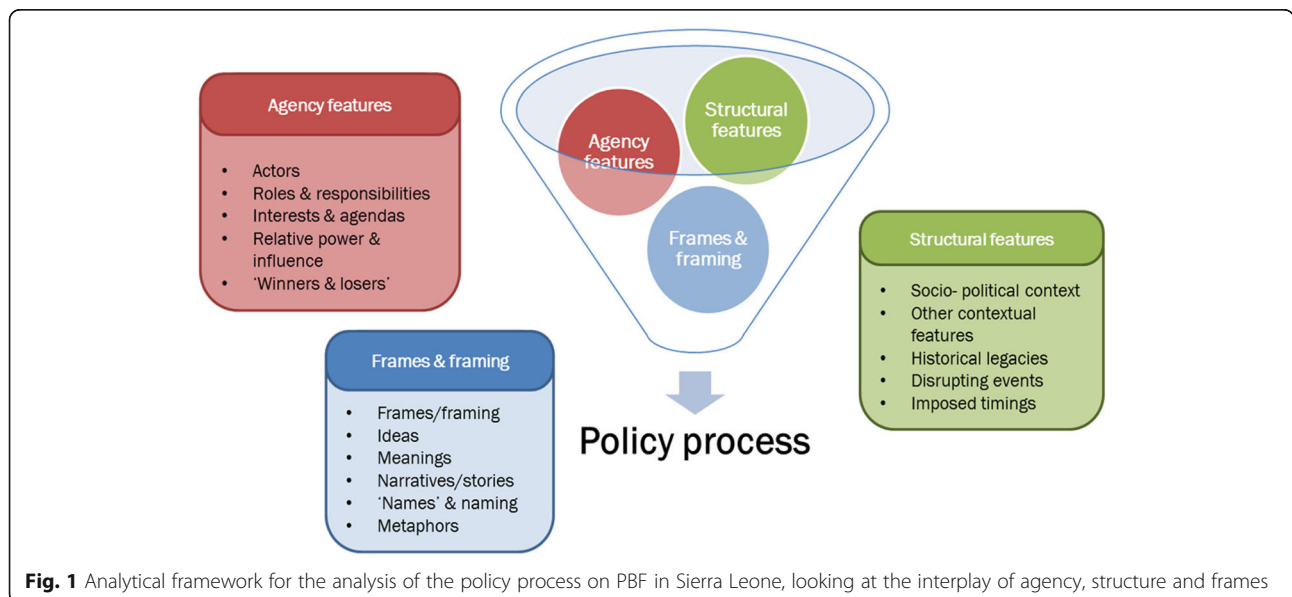 Agency features
• Actors
• Roles & responsibilities
• Interests & agendas
• Relative power &
influence
• 'Winners & losers'
Frames & framing
• Frames/framing
• Ideas
• Meanings
• Narratives/stories
• 'Names' & naming
• Metaphors
Agency
features
Structural
features
Frames &
framing
Policy process
Structural features
• Socio- political context
• Other contextual
features
• Historical legacies
• Disrupting events
• Imposed timings
Fig. 1 Analytical framework for the analysis of the policy process on PBF in Sierra Leone, looking at the interplay of agency, structure and frames